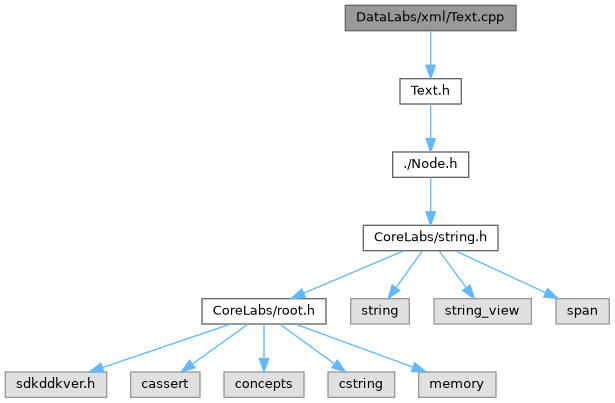 DataLabs/xml/Text.cpp
Text.h
./Node.h
CoreLabs/string.h
CoreLabs/root.h
string
string_view
span
sdkddkver.h
cassert
concepts
cstring
memory